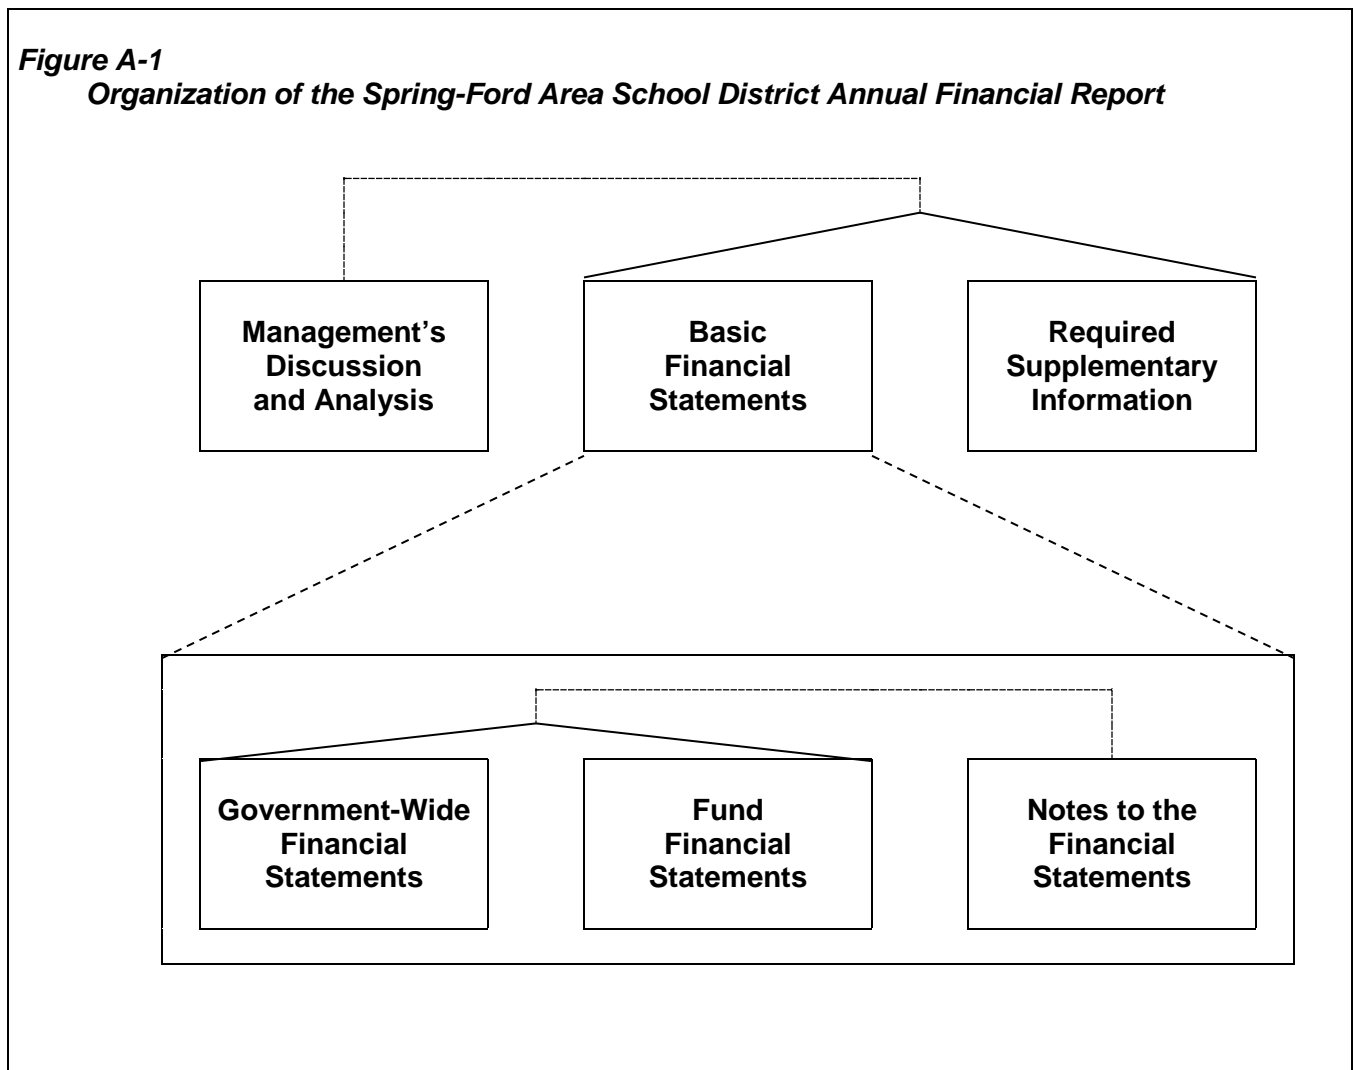 Figure A-1
Organization of the Spring-Ford Area School District Annual Financial Report
Management’s
Discussion
and Analysis
Basic
Financial
Statements
Required
Supplementary
Information
Government-Wide
Financial
Statements
Fund
Financial
Statements
Notes to the
Financial
Statements